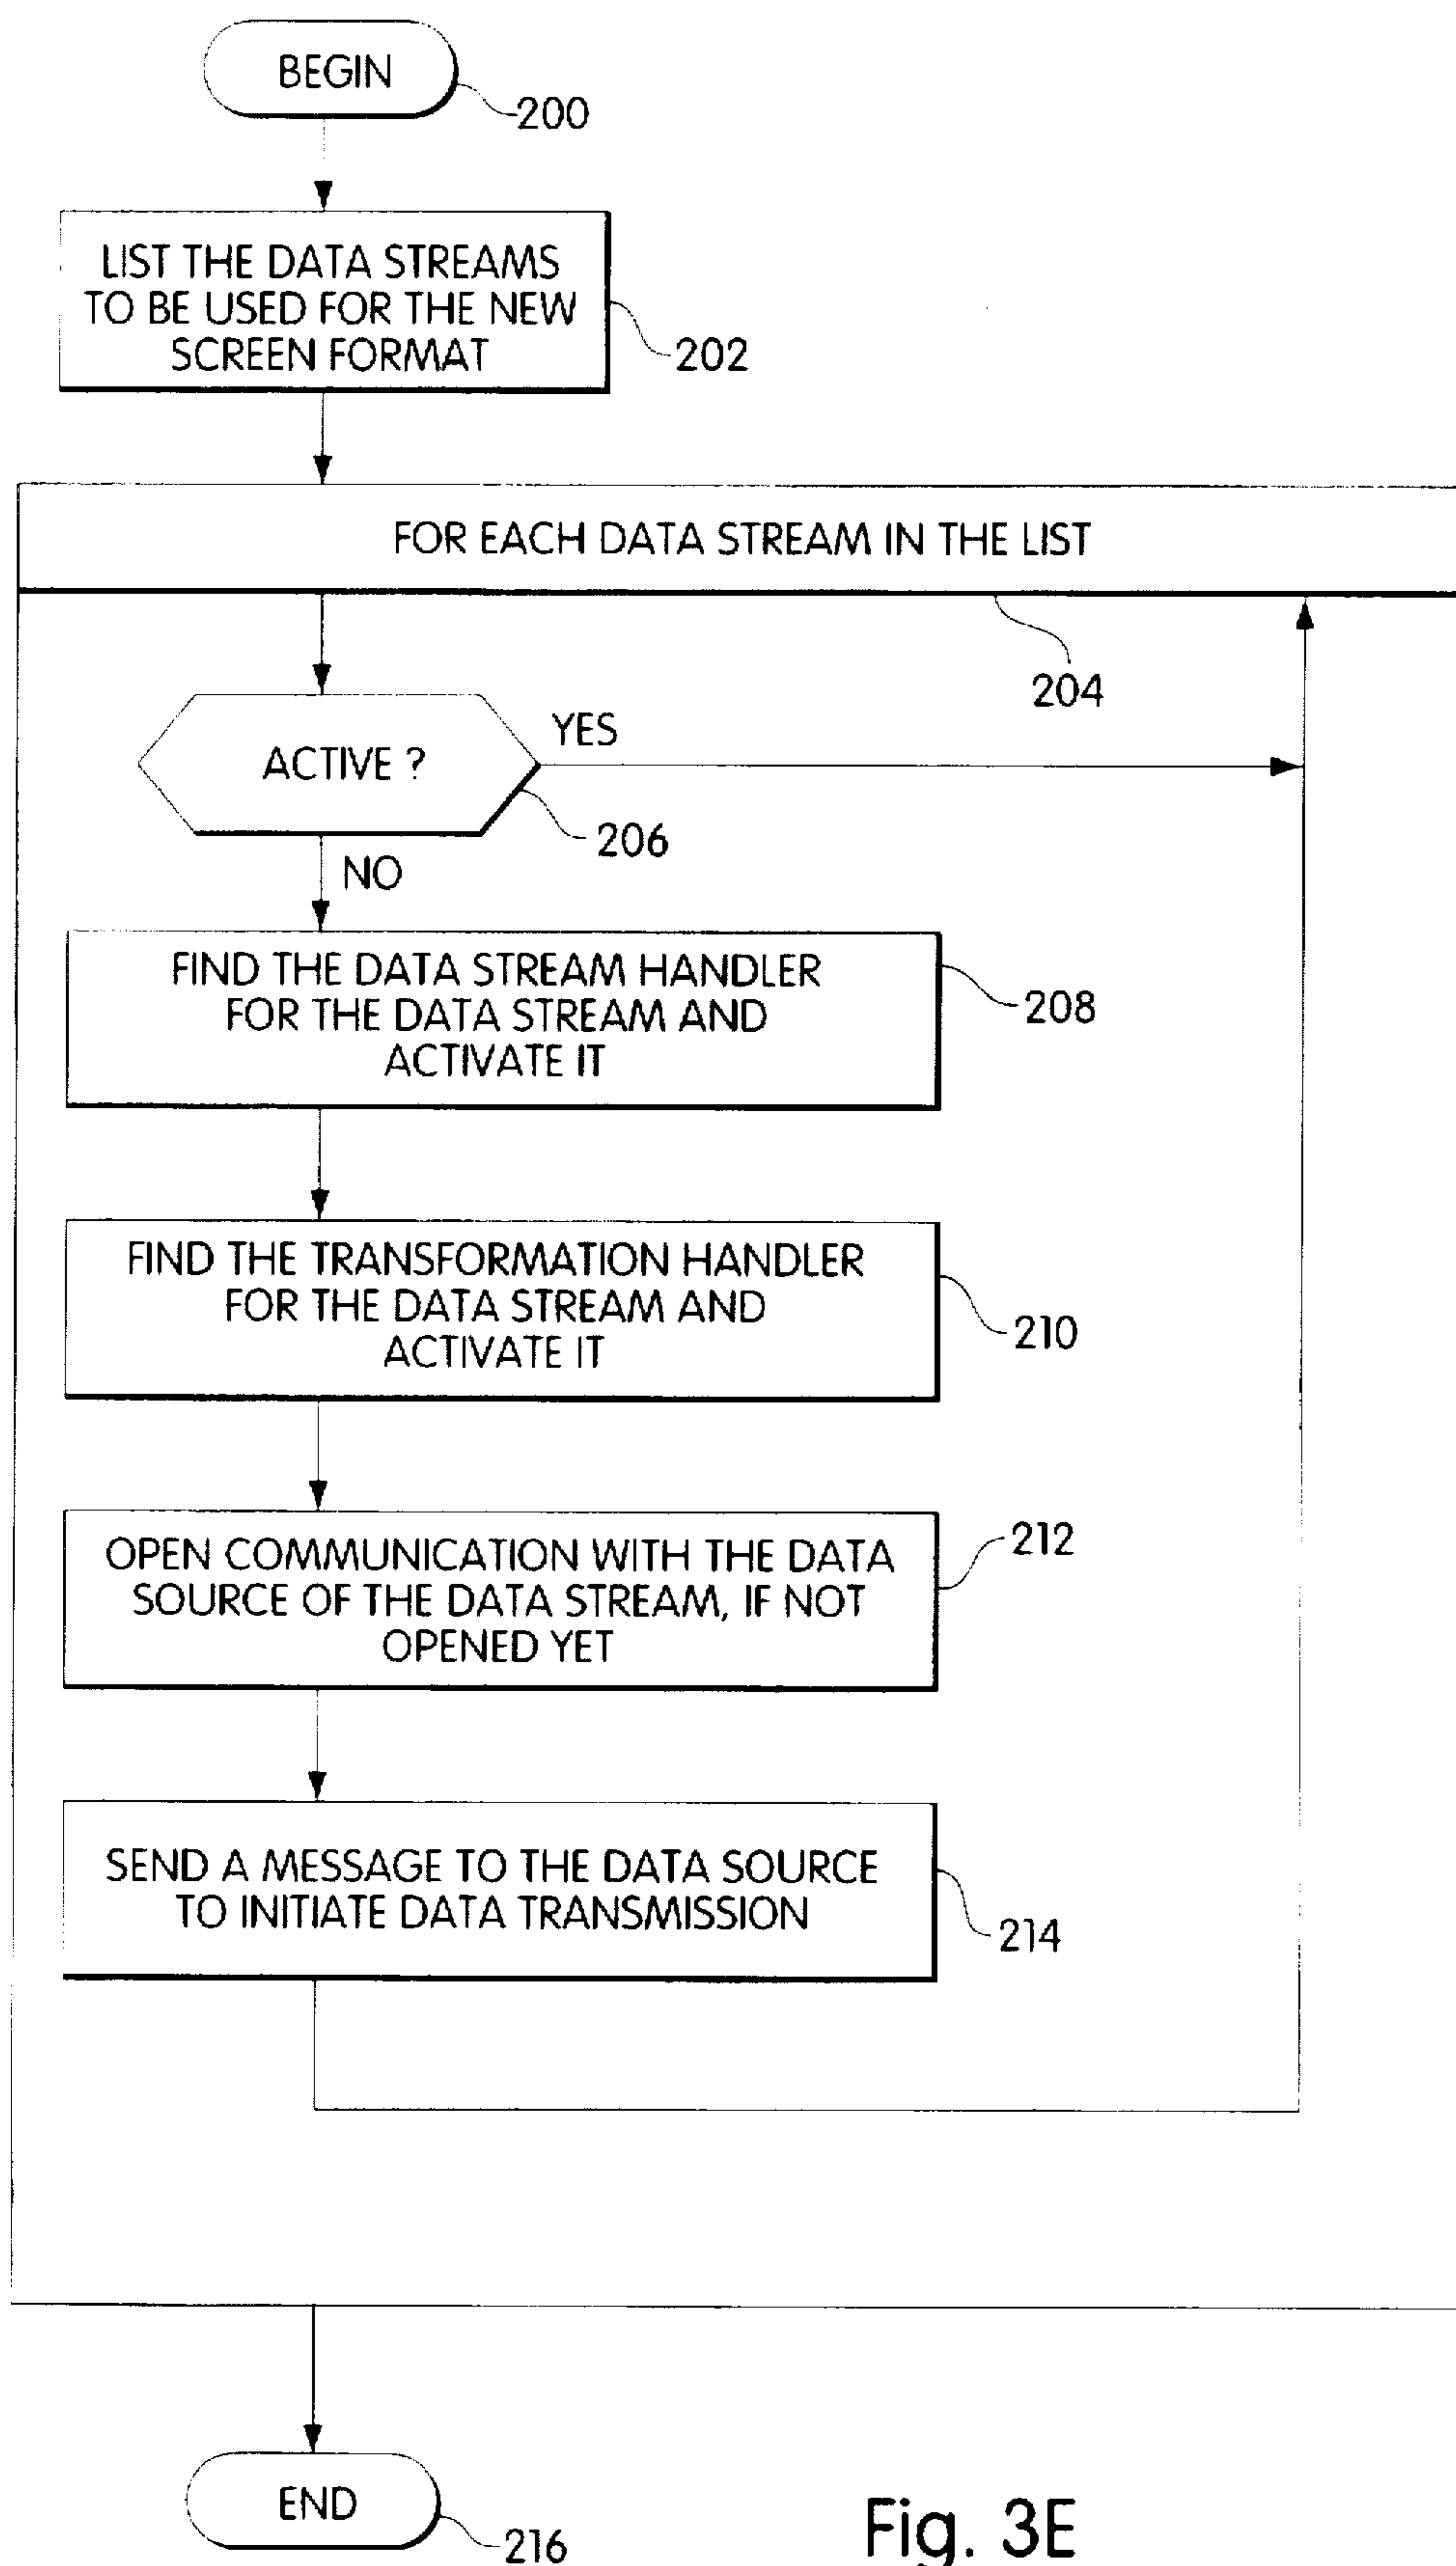 BEGIN
200
LIST THE DATA STREAMS
TO BE USED FOR THE NEW
SCREEN FORMAT
202
FOR EACH DATA STREAM IN THE LIST
204
ACTIVE ?
YES
206
NO
FIND THE DATA STREAM HANDLER
FOR THE DATA STREAM AND
ACTIVATE IT
208
FIND THE TRANSFORMATION HANDLER
FOR THE DATA STREAM AND
ACTIVATE IT
210
OPEN COMMUNICATION WITH THE DATA
SOURCE OF THE DATA STREAM, IF NOT
OPENED YET
212
SEND A MESSAGE TO THE DATA SOURCE
TO INITIATE DATA TRANSMISSION
214
END
216
Fig. 3E